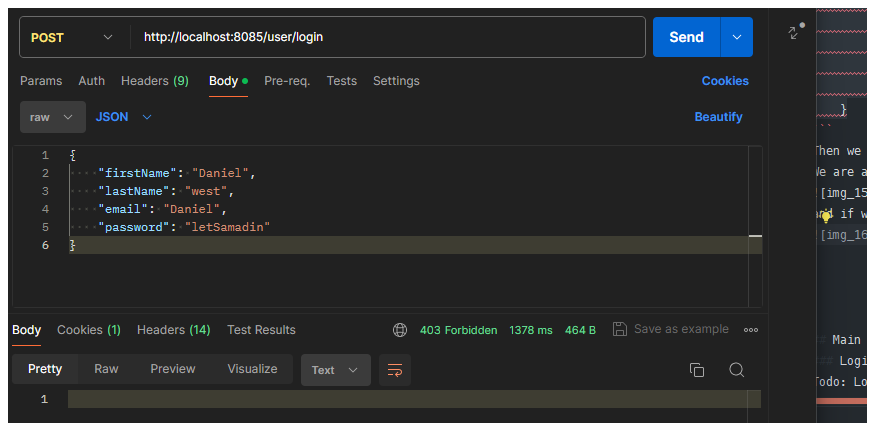 POST http://localhost:8085/user/login Send
Params Auth Headers (9) Body Pre-req. Tests Settings Cookies
raw JSON Beautify
1 {
2 "firstName": "Daniel",
3 "lastName": "west",
4 "email": "Daniel",
5 "password": "letSamadin"
6 }
Body Cookies (1) Headers (14) Test Results 403 Forbidden 1378 ms 464 B Save as example
Pretty Raw Preview Visualize Text
1
}
``
Then we
We are a
![img_15
and if w
![img_16
## Main
### Logi
Todo: Lo